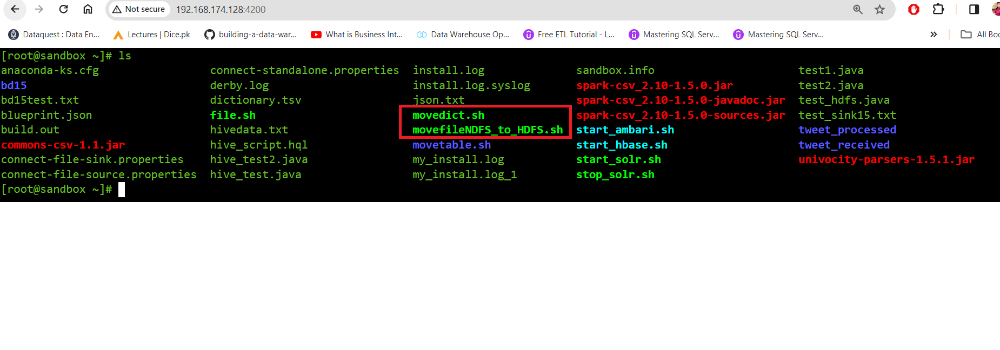 Not secure 192.168.174.128:4200
Dataquest : Data En... Lectures | Dice.pk building-a-data-war... What is Business Int... Data Warehouse Op... Free ETL Tutorial - L... Mastering SQL Serv... Mastering SQL Serv... » All Boo
[root@sandbox ~]# ls
anaconda-ks.cfg connect-standalone.properties install.log sandbox.info test1.java
bd15 derby.log install.log.syslog spark-csv_2.10-1.5.0.jar test2.java
bd15test.txt dictionary.tsv json.txt spark-csv_2.10-1.5.0-javadoc.jar test_hdfs.java
blueprint.json file.sh movedict.sh spark-csv_2.10-1.5.0-sources.jar test_sink15.txt
build.out hivedata.txt movefileNDFS_to_HDFS.sh start_ambari.sh tweet_processed
commons-csv-1.1.jar hive_script.hql movetable.sh start_hbase.sh tweet_received
connect-file-sink.properties hive_test2.java my_install.log start_solr.sh univocity-parsers-1.5.1.jar
connect-file-source.properties hive_test.java my_install.log_1 stop_solr.sh
[root@sandbox ~]#